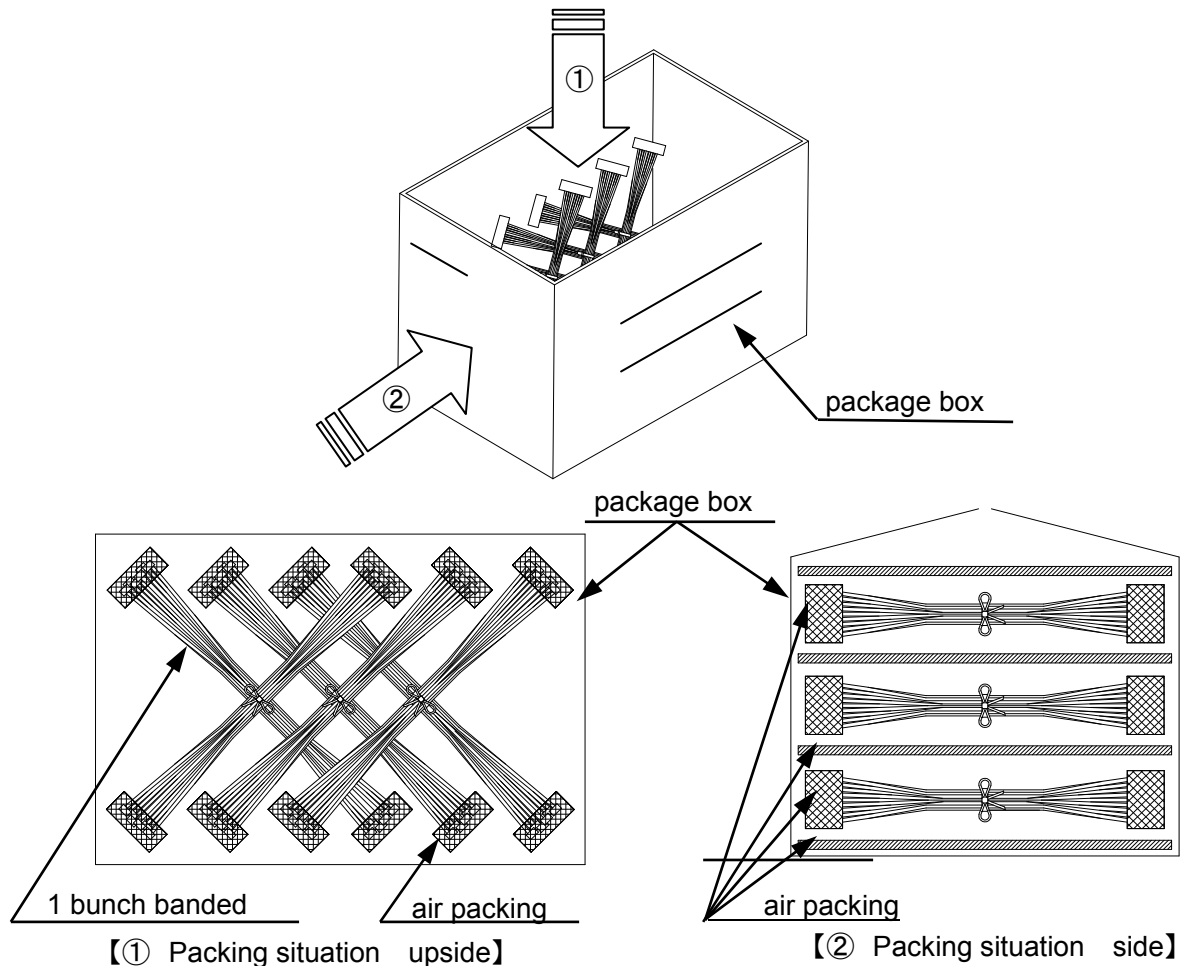 ①
②
package box
package box
1 bunch banded
air packing
air packing
【① Packing situation upside】
【② Packing situation side】